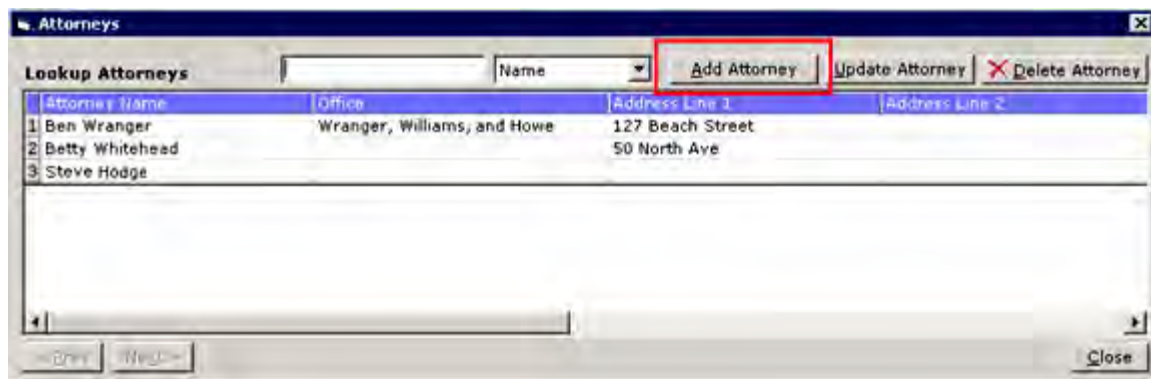 Attorneys
Lookup Attorneys Name Add Attorney Update Attorney Delete Attorney
Attorney Name Office Address Line 1 Address Line 2
1 Ben Wranger Wranger, Williams, and Howe 127 Beach Street
2 Betty Whitehead 50 North Ave
3 Steve Hodge
< Prev Next > Close